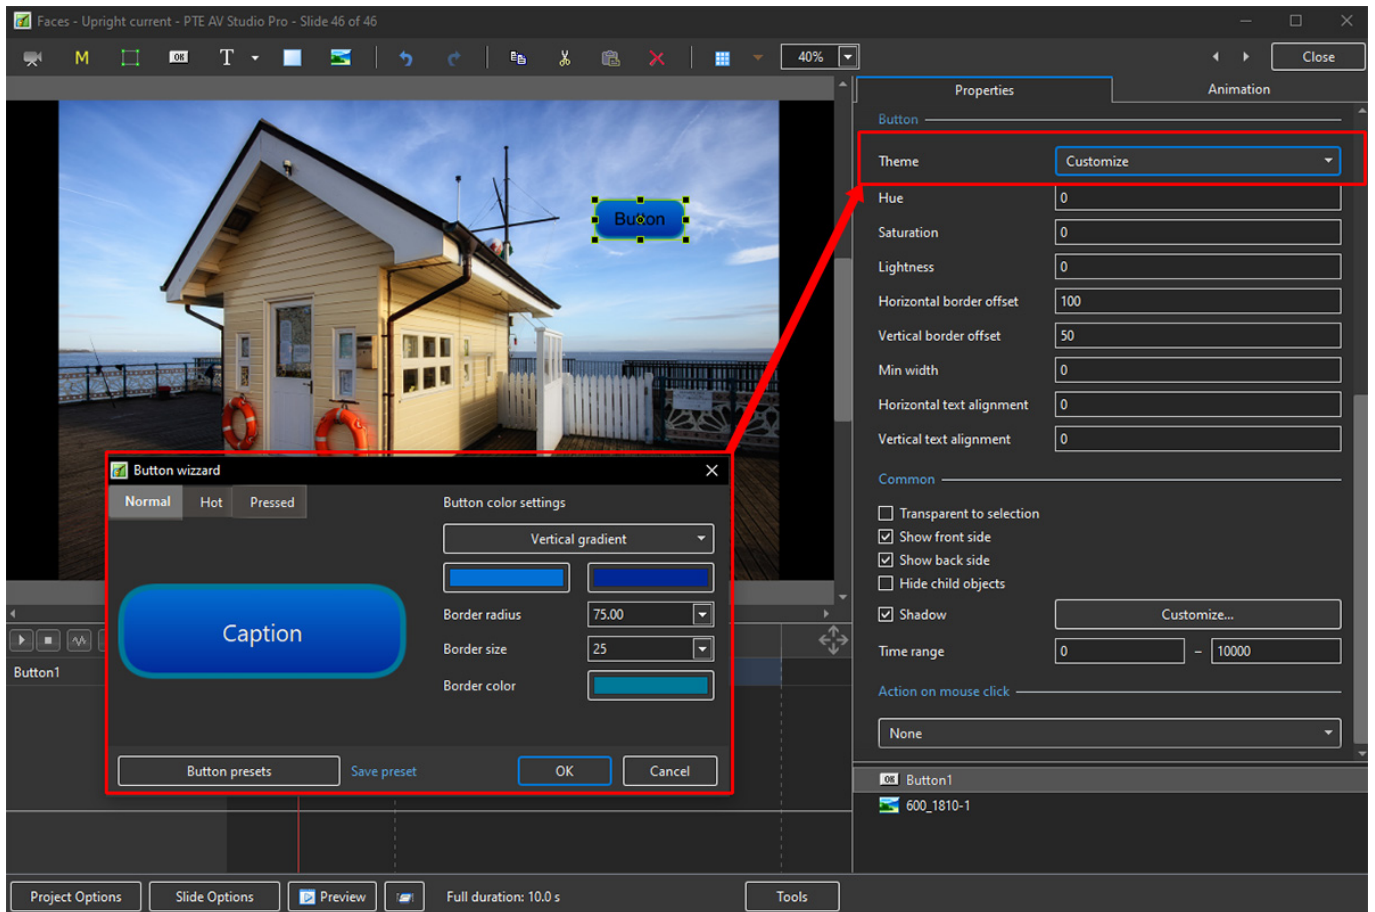 Faces - Upright current - PTE AV Studio Pro - Slide 46 of 46
M
OK
T
40%
Close
Properties
Animation
Button
Theme
Customize
Hue
0
Saturation
0
Lightness
0
Horizontal border offset
100
Vertical border offset
50
Min width
0
Horizontal text alignment
0
Vertical text alignment
0
Common
Transparent to selection
Show front side
Show back side
Hide child objects
Shadow
Customize...
Time range
0
–
10000
Action on mouse click
None
OK
Button1
600_1810-1
Button
Button wizzard
Normal
Hot
Pressed
Button color settings
Vertical gradient
Border radius
75.00
Border size
25
Border color
Caption
Button presets
Save preset
OK
Cancel
Button1
Project Options
Slide Options
Preview
Full duration: 10.0 s
Tools